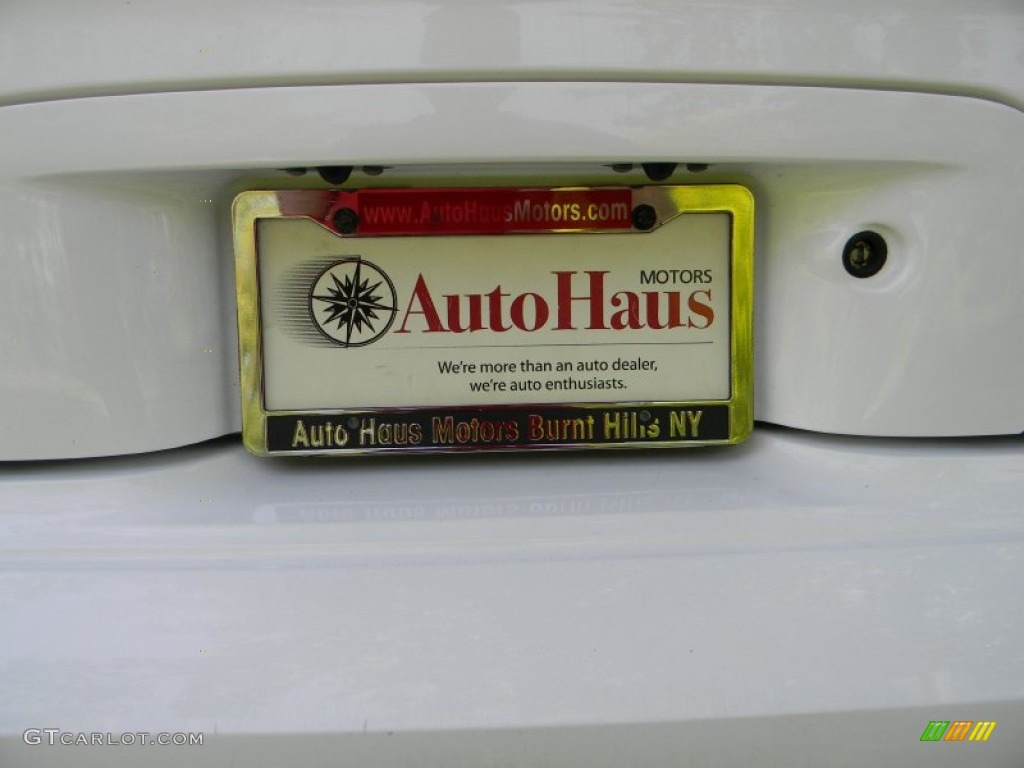 www.AutoHausMotors.com
MOTORS
AutoHaus
We're more than an auto dealer,
we're auto enthusiasts.
Auto Haus Motors Burnt Hills NY
GTCARLOT.COM